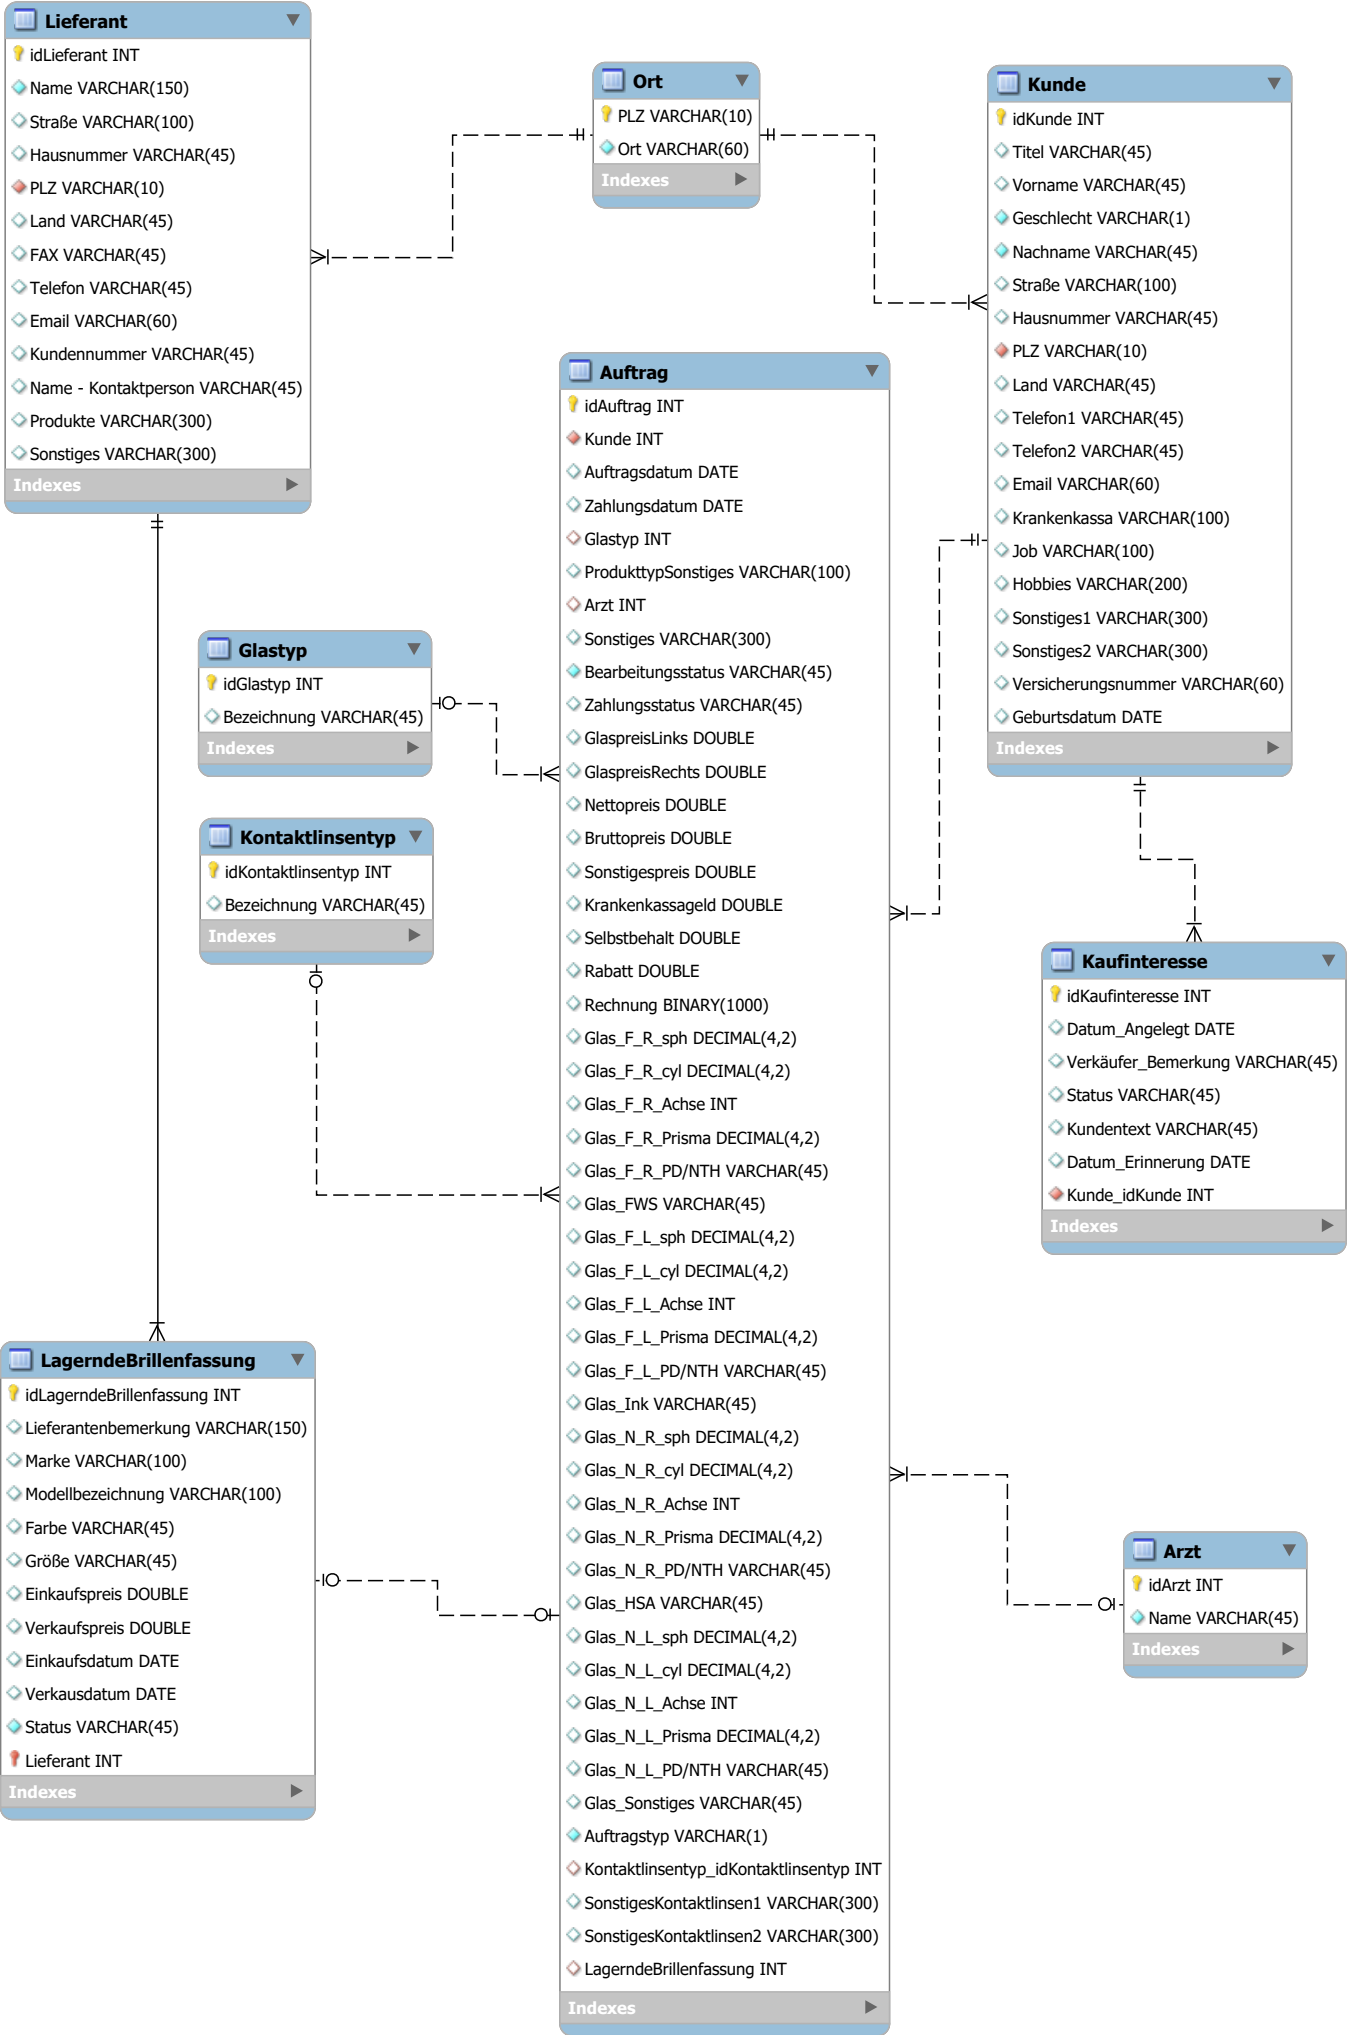 Lieferant
idLieferant INT
Name VARCHAR(150)
Straße VARCHAR(100)
Hausnummer VARCHAR(45)
PLZ VARCHAR(10)
Land VARCHAR(45)
FAX VARCHAR(45)
Telefon VARCHAR(45)
Email VARCHAR(60)
Kundennummer VARCHAR(45)
Name - Kontaktperson VARCHAR(45)
Produkte VARCHAR(300)
Sonstiges VARCHAR(300)
Indexes
Ort
PLZ VARCHAR(10)
Ort VARCHAR(60)
Indexes
Kunde
idKunde INT
Titel VARCHAR(45)
Vorname VARCHAR(45)
Geschlecht VARCHAR(1)
Nachname VARCHAR(45)
Straße VARCHAR(100)
Hausnummer VARCHAR(45)
PLZ VARCHAR(10)
Land VARCHAR(45)
Telefon1 VARCHAR(45)
Telefon2 VARCHAR(45)
Email VARCHAR(60)
Krankenkassa VARCHAR(100)
Job VARCHAR(100)
Hobbies VARCHAR(200)
Sonstiges1 VARCHAR(300)
Sonstiges2 VARCHAR(300)
Versicherungsnummer VARCHAR(60)
Geburtsdatum DATE
Indexes
Auftrag
idAuftrag INT
Kunde INT
Auftragsdatum DATE
Zahlungsdatum DATE
Glastyp INT
ProdukttypSonstiges VARCHAR(100)
Arzt INT
Sonstiges VARCHAR(300)
Bearbeitungsstatus VARCHAR(45)
Zahlungsstatus VARCHAR(45)
GlaspreisLinks DOUBLE
GlaspreisRechts DOUBLE
Nettopreis DOUBLE
Bruttopreis DOUBLE
Sonstigespreis DOUBLE
Krankenkassageld DOUBLE
Selbstbehalt DOUBLE
Rabatt DOUBLE
Rechnung BINARY(1000)
Glas_F_R_sph DECIMAL(4,2)
Glas_F_R_cyl DECIMAL(4,2)
Glas_F_R_Achse INT
Glas_F_R_Prisma DECIMAL(4,2)
Glas_F_R_PD/NTH VARCHAR(45)
Glas_FWS VARCHAR(45)
Glas_F_L_sph DECIMAL(4,2)
Glas_F_L_cyl DECIMAL(4,2)
Glas_F_L_Achse INT
Glas_F_L_Prisma DECIMAL(4,2)
Glas_F_L_PD/NTH VARCHAR(45)
Glas_Ink VARCHAR(45)
Glas_N_R_sph DECIMAL(4,2)
Glas_N_R_cyl DECIMAL(4,2)
Glas_N_R_Achse INT
Glas_N_R_Prisma DECIMAL(4,2)
Glas_N_R_PD/NTH VARCHAR(45)
Glas_HSA VARCHAR(45)
Glas_N_L_sph DECIMAL(4,2)
Glas_N_L_cyl DECIMAL(4,2)
Glas_N_L_Achse INT
Glas_N_L_Prisma DECIMAL(4,2)
Glas_N_L_PD/NTH VARCHAR(45)
Glas_Sonstiges VARCHAR(45)
Auftragstyp VARCHAR(1)
Kontaktlinsentyp_idKontaktlinsentyp INT
SonstigesKontaktlinsen1 VARCHAR(300)
SonstigesKontaktlinsen2 VARCHAR(300)
LagerndeBrillenfassung INT
Indexes
Glastyp
idGlastyp INT
Bezeichnung VARCHAR(45)
Indexes
Kontaktlinsentyp
idKontaktlinsentyp INT
Bezeichnung VARCHAR(45)
Indexes
Kaufinteresse
idKaufinteresse INT
Datum_Angelegt DATE
Verkäufer_Bemerkung VARCHAR(45)
Status VARCHAR(45)
Kundentext VARCHAR(45)
Datum_Erinnerung DATE
Kunde_idKunde INT
Indexes
LagerndeBrillenfassung
idLagerndeBrillenfassung INT
Lieferantenbemerkung VARCHAR(150)
Marke VARCHAR(100)
Modellbezeichnung VARCHAR(100)
Farbe VARCHAR(45)
Größe VARCHAR(45)
Einkaufspreis DOUBLE
Verkaufspreis DOUBLE
Einkaufsdatum DATE
Verkausdatum DATE
Status VARCHAR(45)
Lieferant INT
Indexes
Arzt
idArzt INT
Name VARCHAR(45)
Indexes